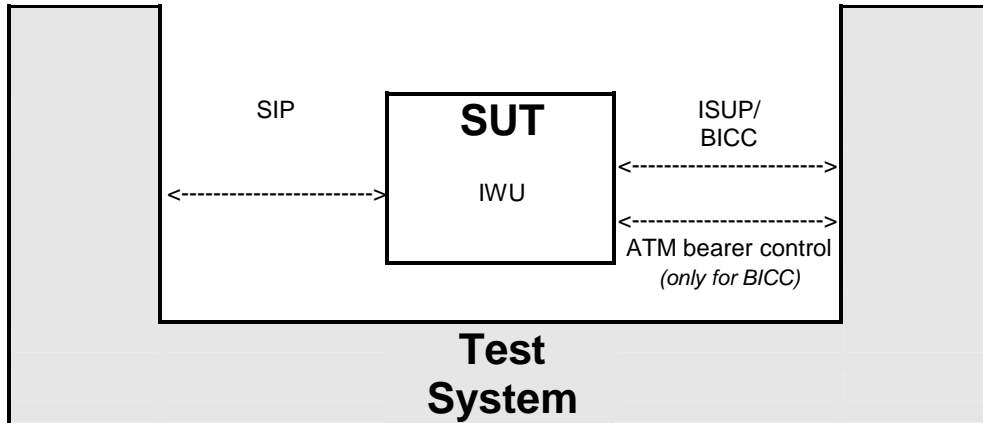 SIP
SUT
ISUP/
BICC
IWU
ATM bearer control
(only for BICC)
Test
System